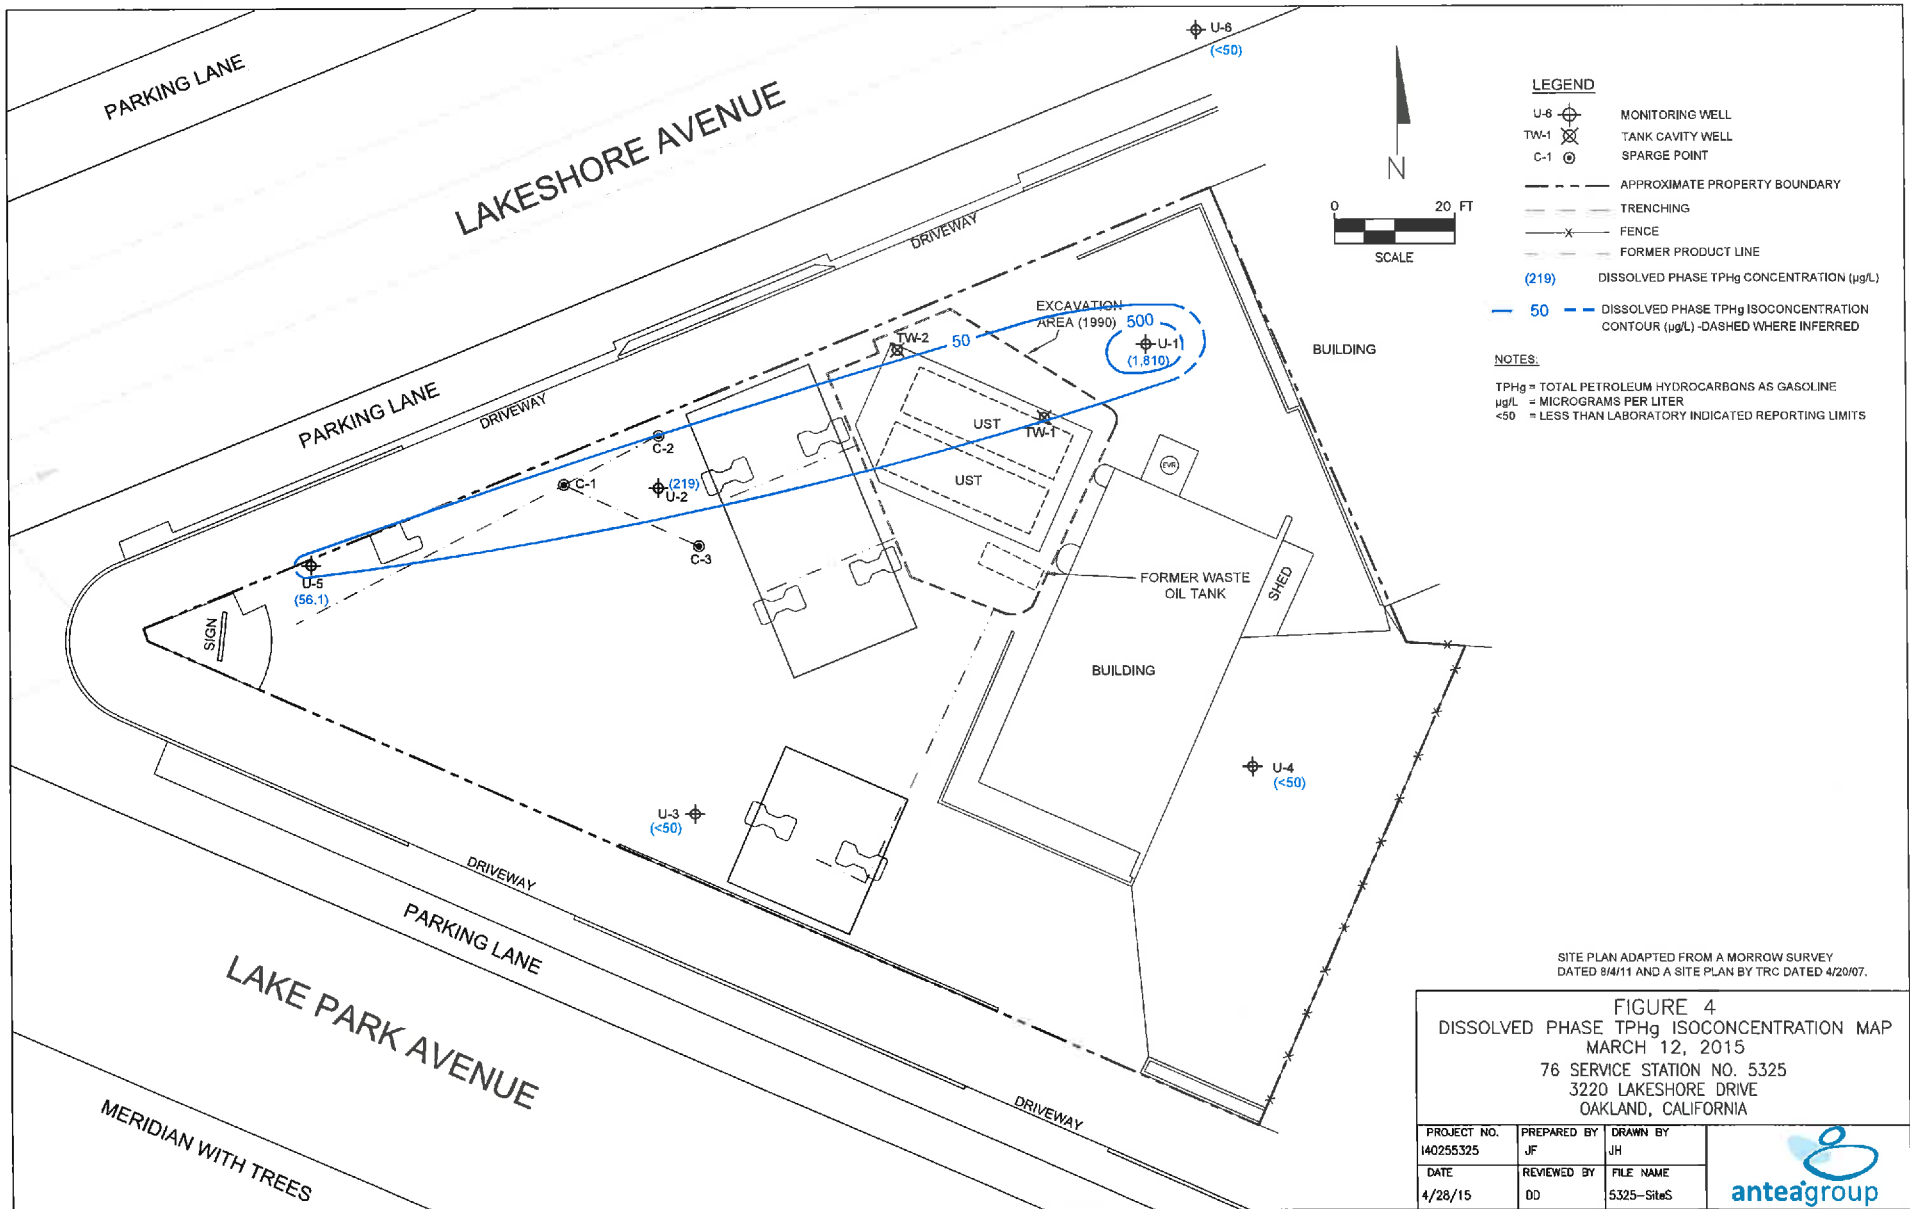 PARKING LANE
LAKESHORE AVENUE
U-6
(<50)
N
0 20 FT
SCALE
LEGEND
U-6 MONITORING WELL
TW-1 TANK CAVITY WELL
C-1 SPARGE POINT
APPROXIMATE PROPERTY BOUNDARY
TRENCHING
FENCE
FORMER PRODUCT LINE
(219) DISSOLVED PHASE TPHg CONCENTRATION (µg/L)
50 DISSOLVED PHASE TPHg ISOCONCENTRATION
CONTOUR (µg/L) -DASHED WHERE INFERRED
NOTES:
TPHg = TOTAL PETROLEUM HYDROCARBONS AS GASOLINE
µg/L = MICROGRAMS PER LITER
<50 = LESS THAN LABORATORY INDICATED REPORTING LIMITS
DRIVEWAY
EXCAVATION
AREA (1990)
500
50
TW-2
U-1
(1,810)
BUILDING
PARKING LANE
DRIVEWAY
UST
TW-1
C-2
C-1
(219)
U-2
UST
EVR
C-3
U-5
(56.1)
FORMER WASTE
OIL TANK
SHED
SIGN
BUILDING
U-4
(<50)
U-3
(<50)
DRIVEWAY
PARKING LANE
LAKE PARK AVENUE
DRIVEWAY
MERIDIAN WITH TREES
SITE PLAN ADAPTED FROM A MORROW SURVEY
DATED 8/4/11 AND A SITE PLAN BY TRC DATED 4/20/07.
FIGURE 4
DISSOLVED PHASE TPHg ISOCONCENTRATION MAP
MARCH 12, 2015
76 SERVICE STATION NO. 5325
3220 LAKESHORE DRIVE
OAKLAND, CALIFORNIA
PROJECT NO. PREPARED BY DRAWN BY
I40255325 JF JH
DATE REVIEWED BY FILE NAME
4/28/15 DD 5325-SiteS
anteagroup